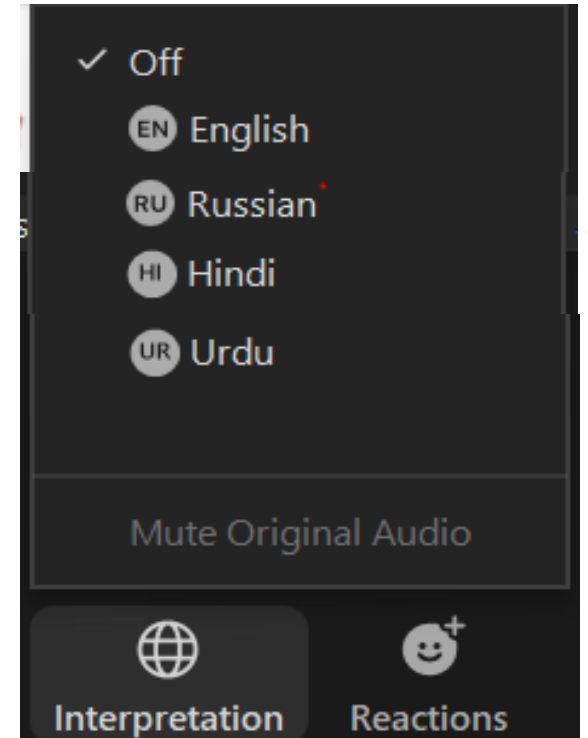 Off
EN English
RU Russian
HI Hindi
UR Urdu
Mute Original Audio
Interpretation Reactions